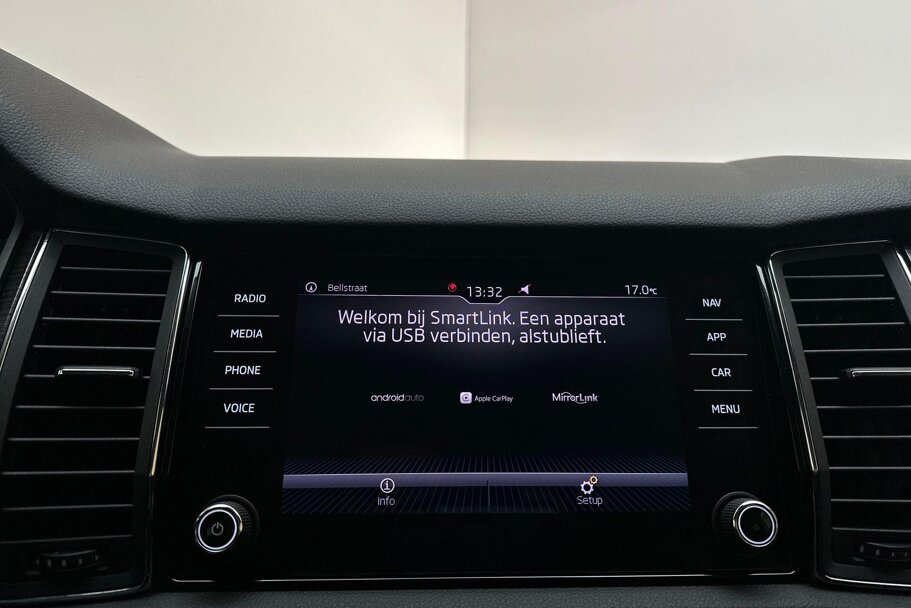 Bellstraat 13:32 17.0°C
RADIO
MEDIA
PHONE
VOICE
Welkom bij SmartLink. Een apparaat
via USB verbinden, alstublieft.
androidauto Apple CarPlay MirrorLink
Info Setup
NAV
APP
CAR
MENU